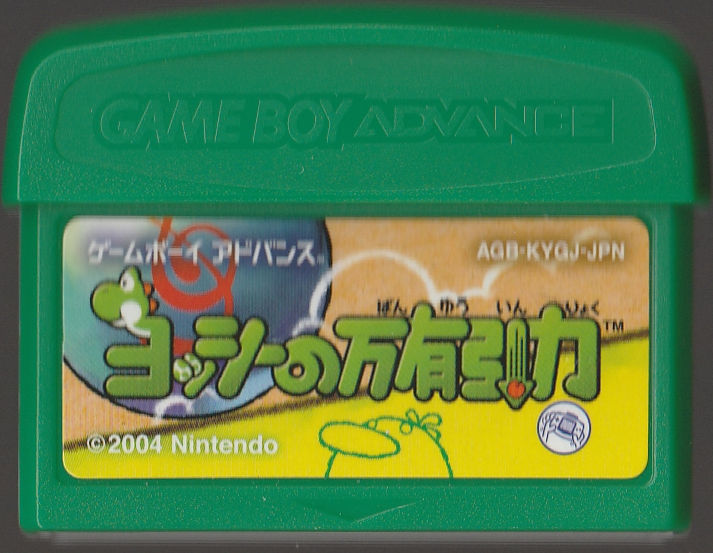 GAME BOY ADVANCE
ゲームボーイ アドバンス™
AGB-KYGJ-JPN
ばん ゆう いん りょく
ヨッシーの万有引力™
©2004 Nintendo